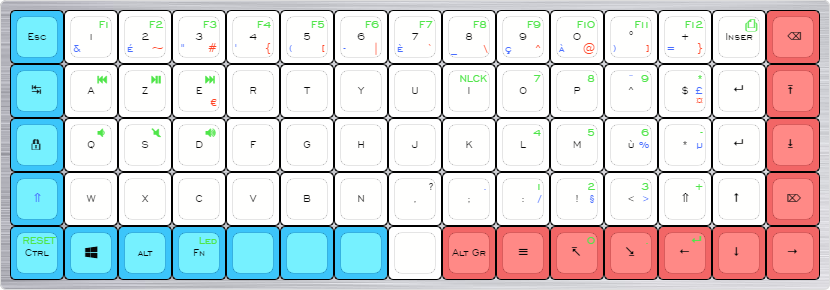 F1 F2 F3 F4 F5 F6 F7 F8 F9 F10 F11 F12
Esc 1 2 3 4 5 6 7 8 9 0 ° + Inser ⌫
& é ~ " # ' { ( [ - | è ` _ \ ç ^ à @ ) ] = }
NLCK 7 8 ¨ 9 *
A Z E R T Y U I O P ^ $ £
€ ¤
4 5 6 -
Q S D F G H J K L M ù % * µ
? . 1 2 3 +
W X C V B N , ; : / ! § < >
RESET Led
Ctrl Alt Fn Alt Gr